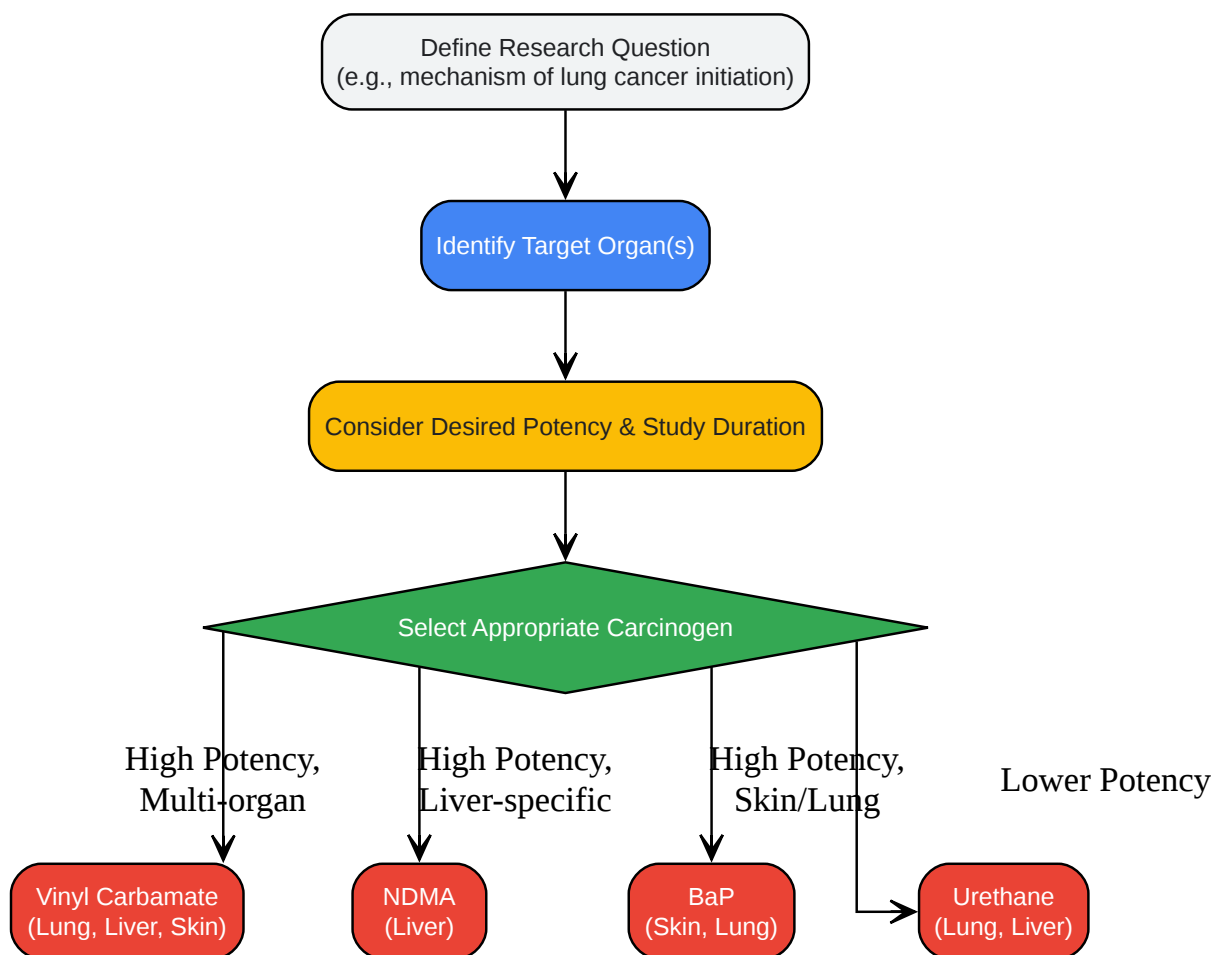 Define Research Question
(e.g., mechanism of lung cancer initiation)
Identify Target Organ(s)
Consider Desired Potency & Study Duration
Select Appropriate Carcinogen
High Potency,
Multi-organ
High Potency,
Liver-specific
High Potency,
Skin/Lung
Lower Potency
Vinyl Carbamate
(Lung, Liver, Skin)
NDMA
(Liver)
BaP
(Skin, Lung)
Urethane
(Lung, Liver)